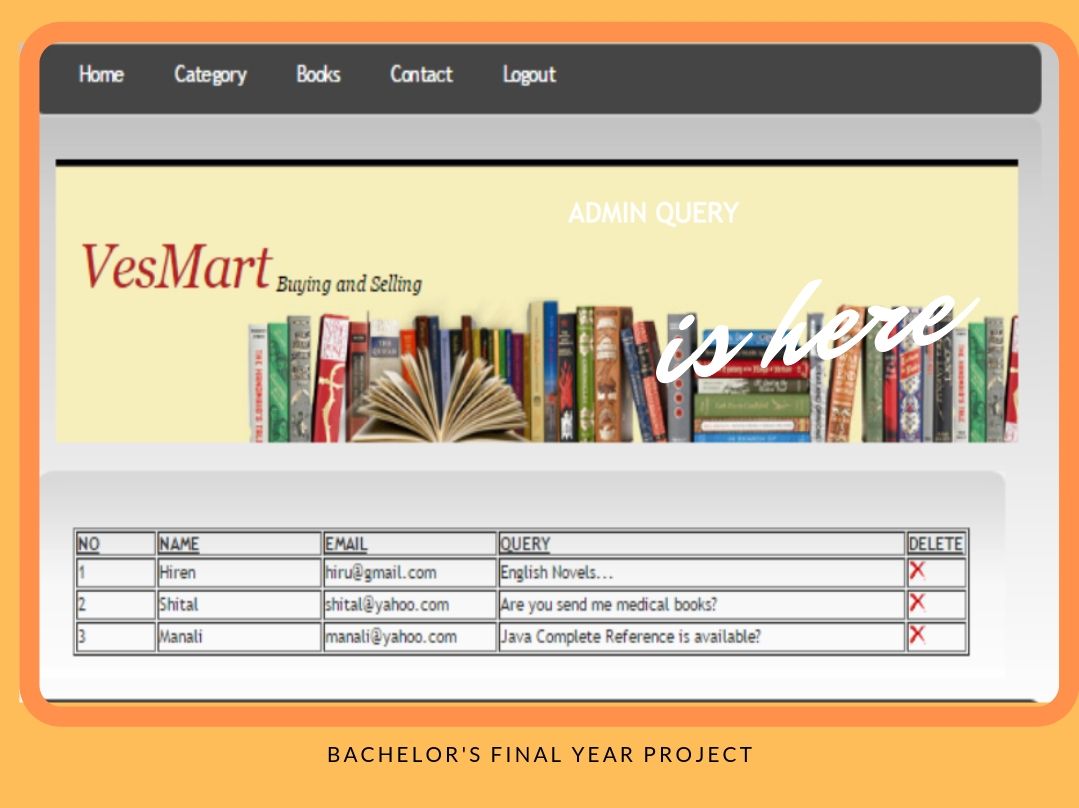 Home Category Books Contact Logout
ADMIN QUERY
VesMart Buying and Selling
is here
NO NAME EMAIL QUERY DELETE
1 Hiren hiru@gmail.com English Novels...
2 Shital shital@yahoo.com Are you send me medical books?
3 Manali manali@yahoo.com Java Complete Reference is available?
BACHELOR'S FINAL YEAR PROJECT